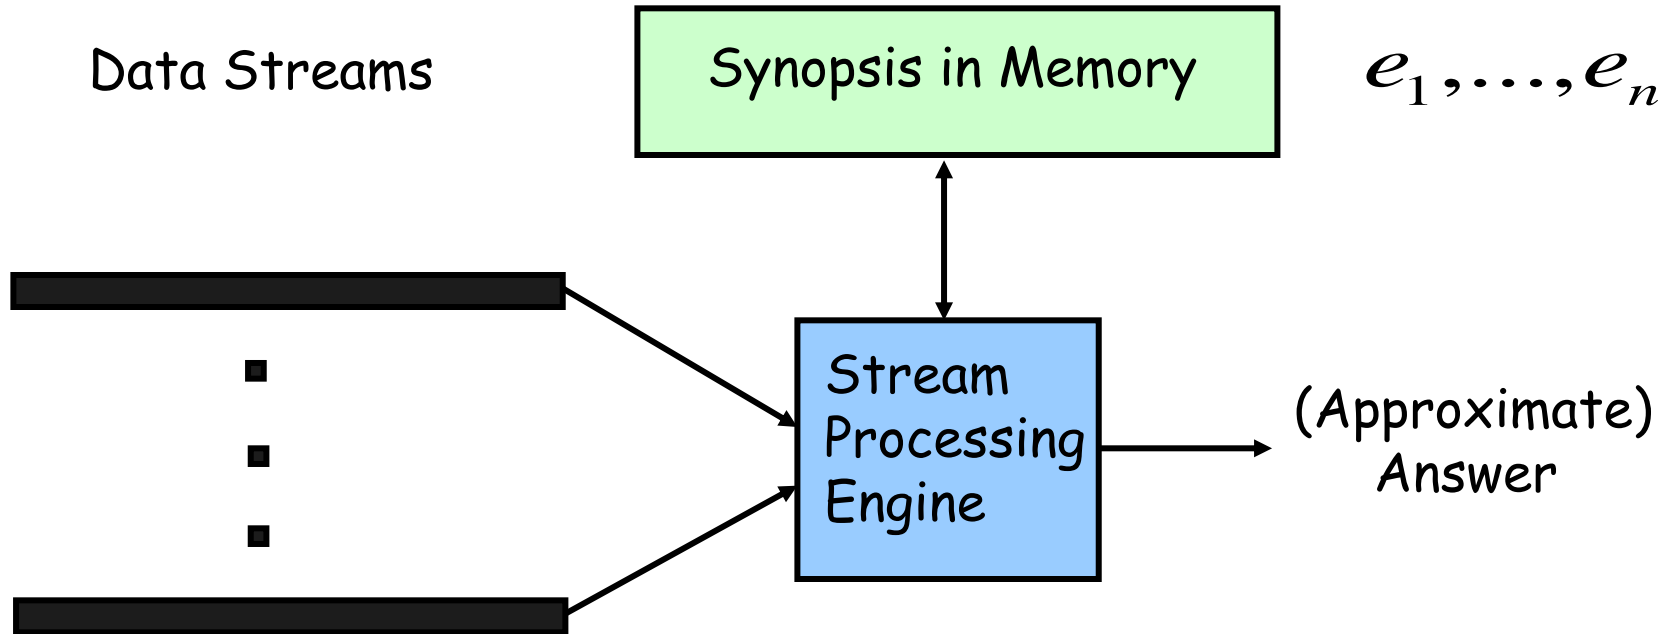 Data Streams
Synopsis in Memory
e₁,...,eₙ
Stream
Processing
Engine
(Approximate)
Answer